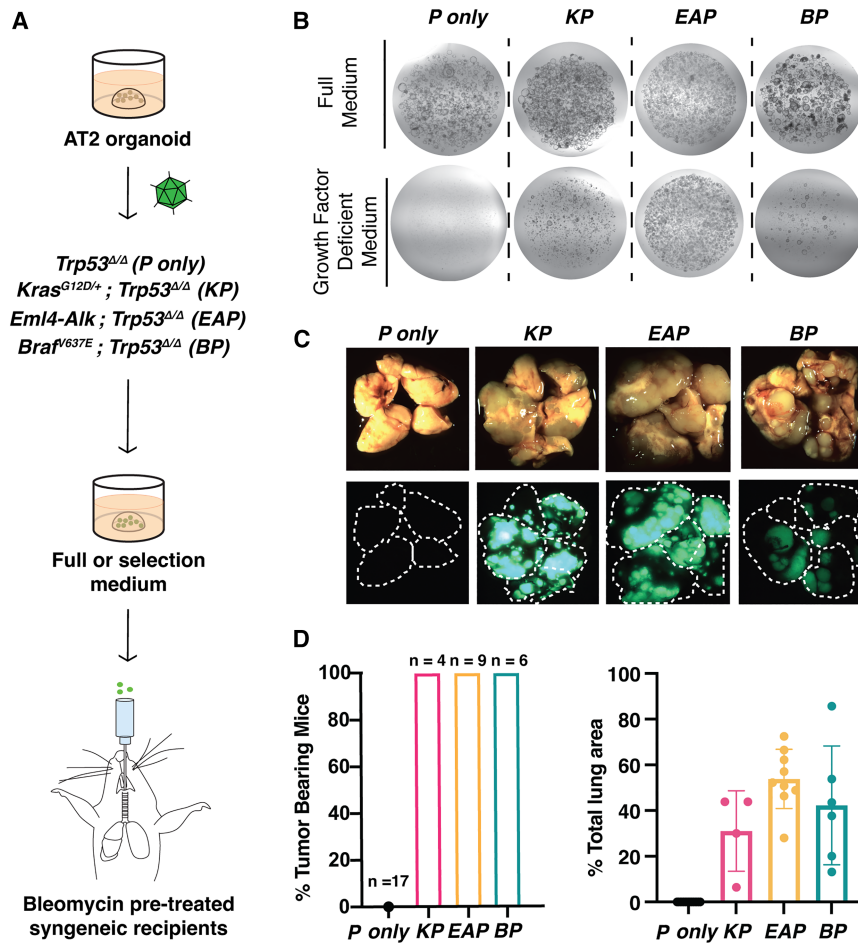 A
AT2 organoid
Trp53Δ/Δ (P only)
KrasG12D/+ ; Trp53Δ/Δ (KP)
Eml4-Alk ; Trp53Δ/Δ (EAP)
BrafV637E ; Trp53Δ/Δ (BP)
Full or selection
medium
Bleomycin pre-treated
syngeneic recipients
B
P only KP EAP BP
Full
Medium
Growth Factor
Deficient
Medium
C
P only KP EAP BP
D
% Tumor Bearing Mice
100
80
60
40
20
0
n =17
n = 4 n = 9 n = 6
P only KP EAP BP
% Total lung area
100
80
60
40
20
0
P only KP EAP BP